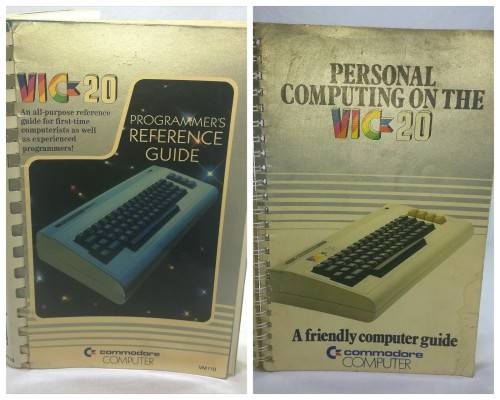 VIC-20
An all-purpose reference
guide for first-time
computerists as well
as experienced
programmers!
PROGRAMMER'S
REFERENCE
GUIDE
commodore
COMPUTER
VM110
PERSONAL
COMPUTING ON THE
VIC-20
A friendly computer guide
commodore
COMPUTER